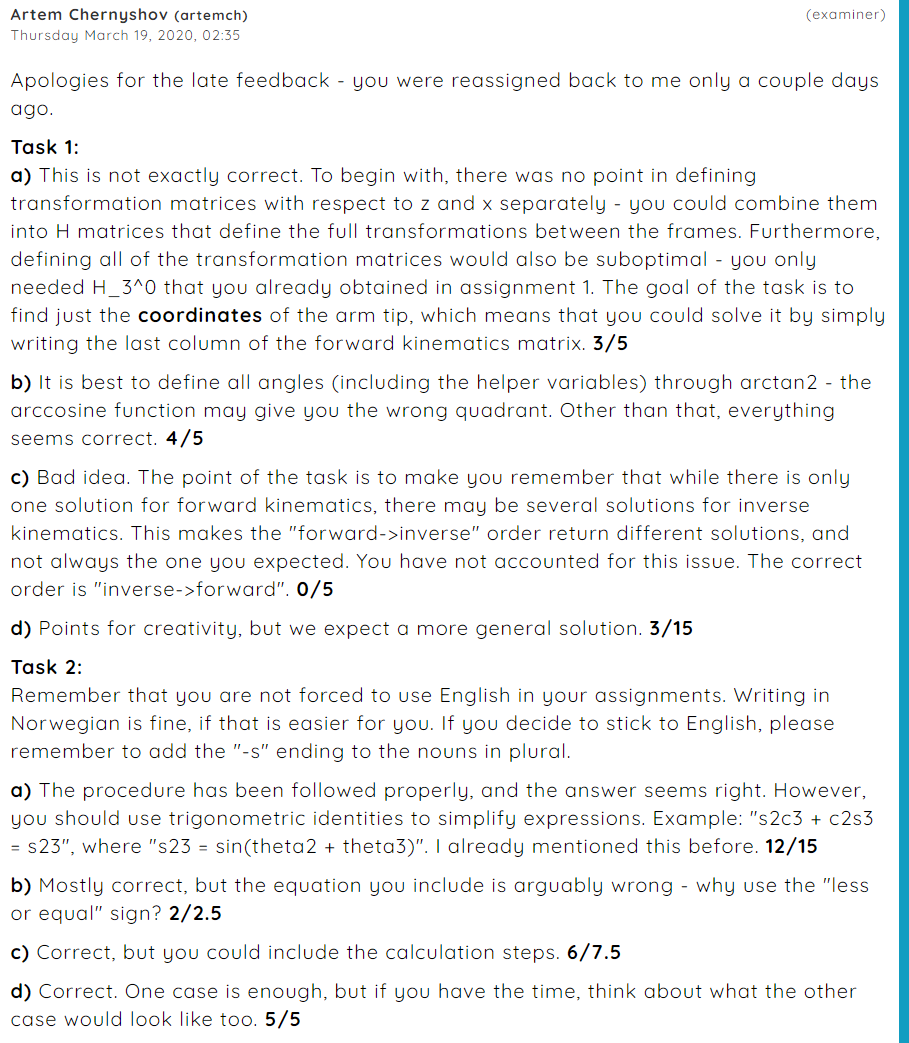 Artem Chernyshov (artemch) (examiner)
Thursday March 19, 2020, 02:35
Apologies for the late feedback - you were reassigned back to me only a couple days
ago.
Task 1:
a) This is not exactly correct. To begin with, there was no point in defining
transformation matrices with respect to z and x separately - you could combine them
into H matrices that define the full transformations between the frames. Furthermore,
defining all of the transformation matrices would also be suboptimal - you only
needed H_3^0 that you already obtained in assignment 1. The goal of the task is to
find just the coordinates of the arm tip, which means that you could solve it by simply
writing the last column of the forward kinematics matrix. 3/5
b) It is best to define all angles (including the helper variables) through arctan2 - the
arccosine function may give you the wrong quadrant. Other than that, everything
seems correct. 4/5
c) Bad idea. The point of the task is to make you remember that while there is only
one solution for forward kinematics, there may be several solutions for inverse
kinematics. This makes the "forward->inverse" order return different solutions, and
not always the one you expected. You have not accounted for this issue. The correct
order is "inverse->forward". 0/5
d) Points for creativity, but we expect a more general solution. 3/15
Task 2:
Remember that you are not forced to use English in your assignments. Writing in
Norwegian is fine, if that is easier for you. If you decide to stick to English, please
remember to add the "-s" ending to the nouns in plural.
a) The procedure has been followed properly, and the answer seems right. However,
you should use trigonometric identities to simplify expressions. Example: "s2c3 + c2s3
= s23", where "s23 = sin(theta2 + theta3)". I already mentioned this before. 12/15
b) Mostly correct, but the equation you include is arguably wrong - why use the "less
or equal" sign? 2/2.5
c) Correct, but you could include the calculation steps. 6/7.5
d) Correct. One case is enough, but if you have the time, think about what the other
case would look like too. 5/5